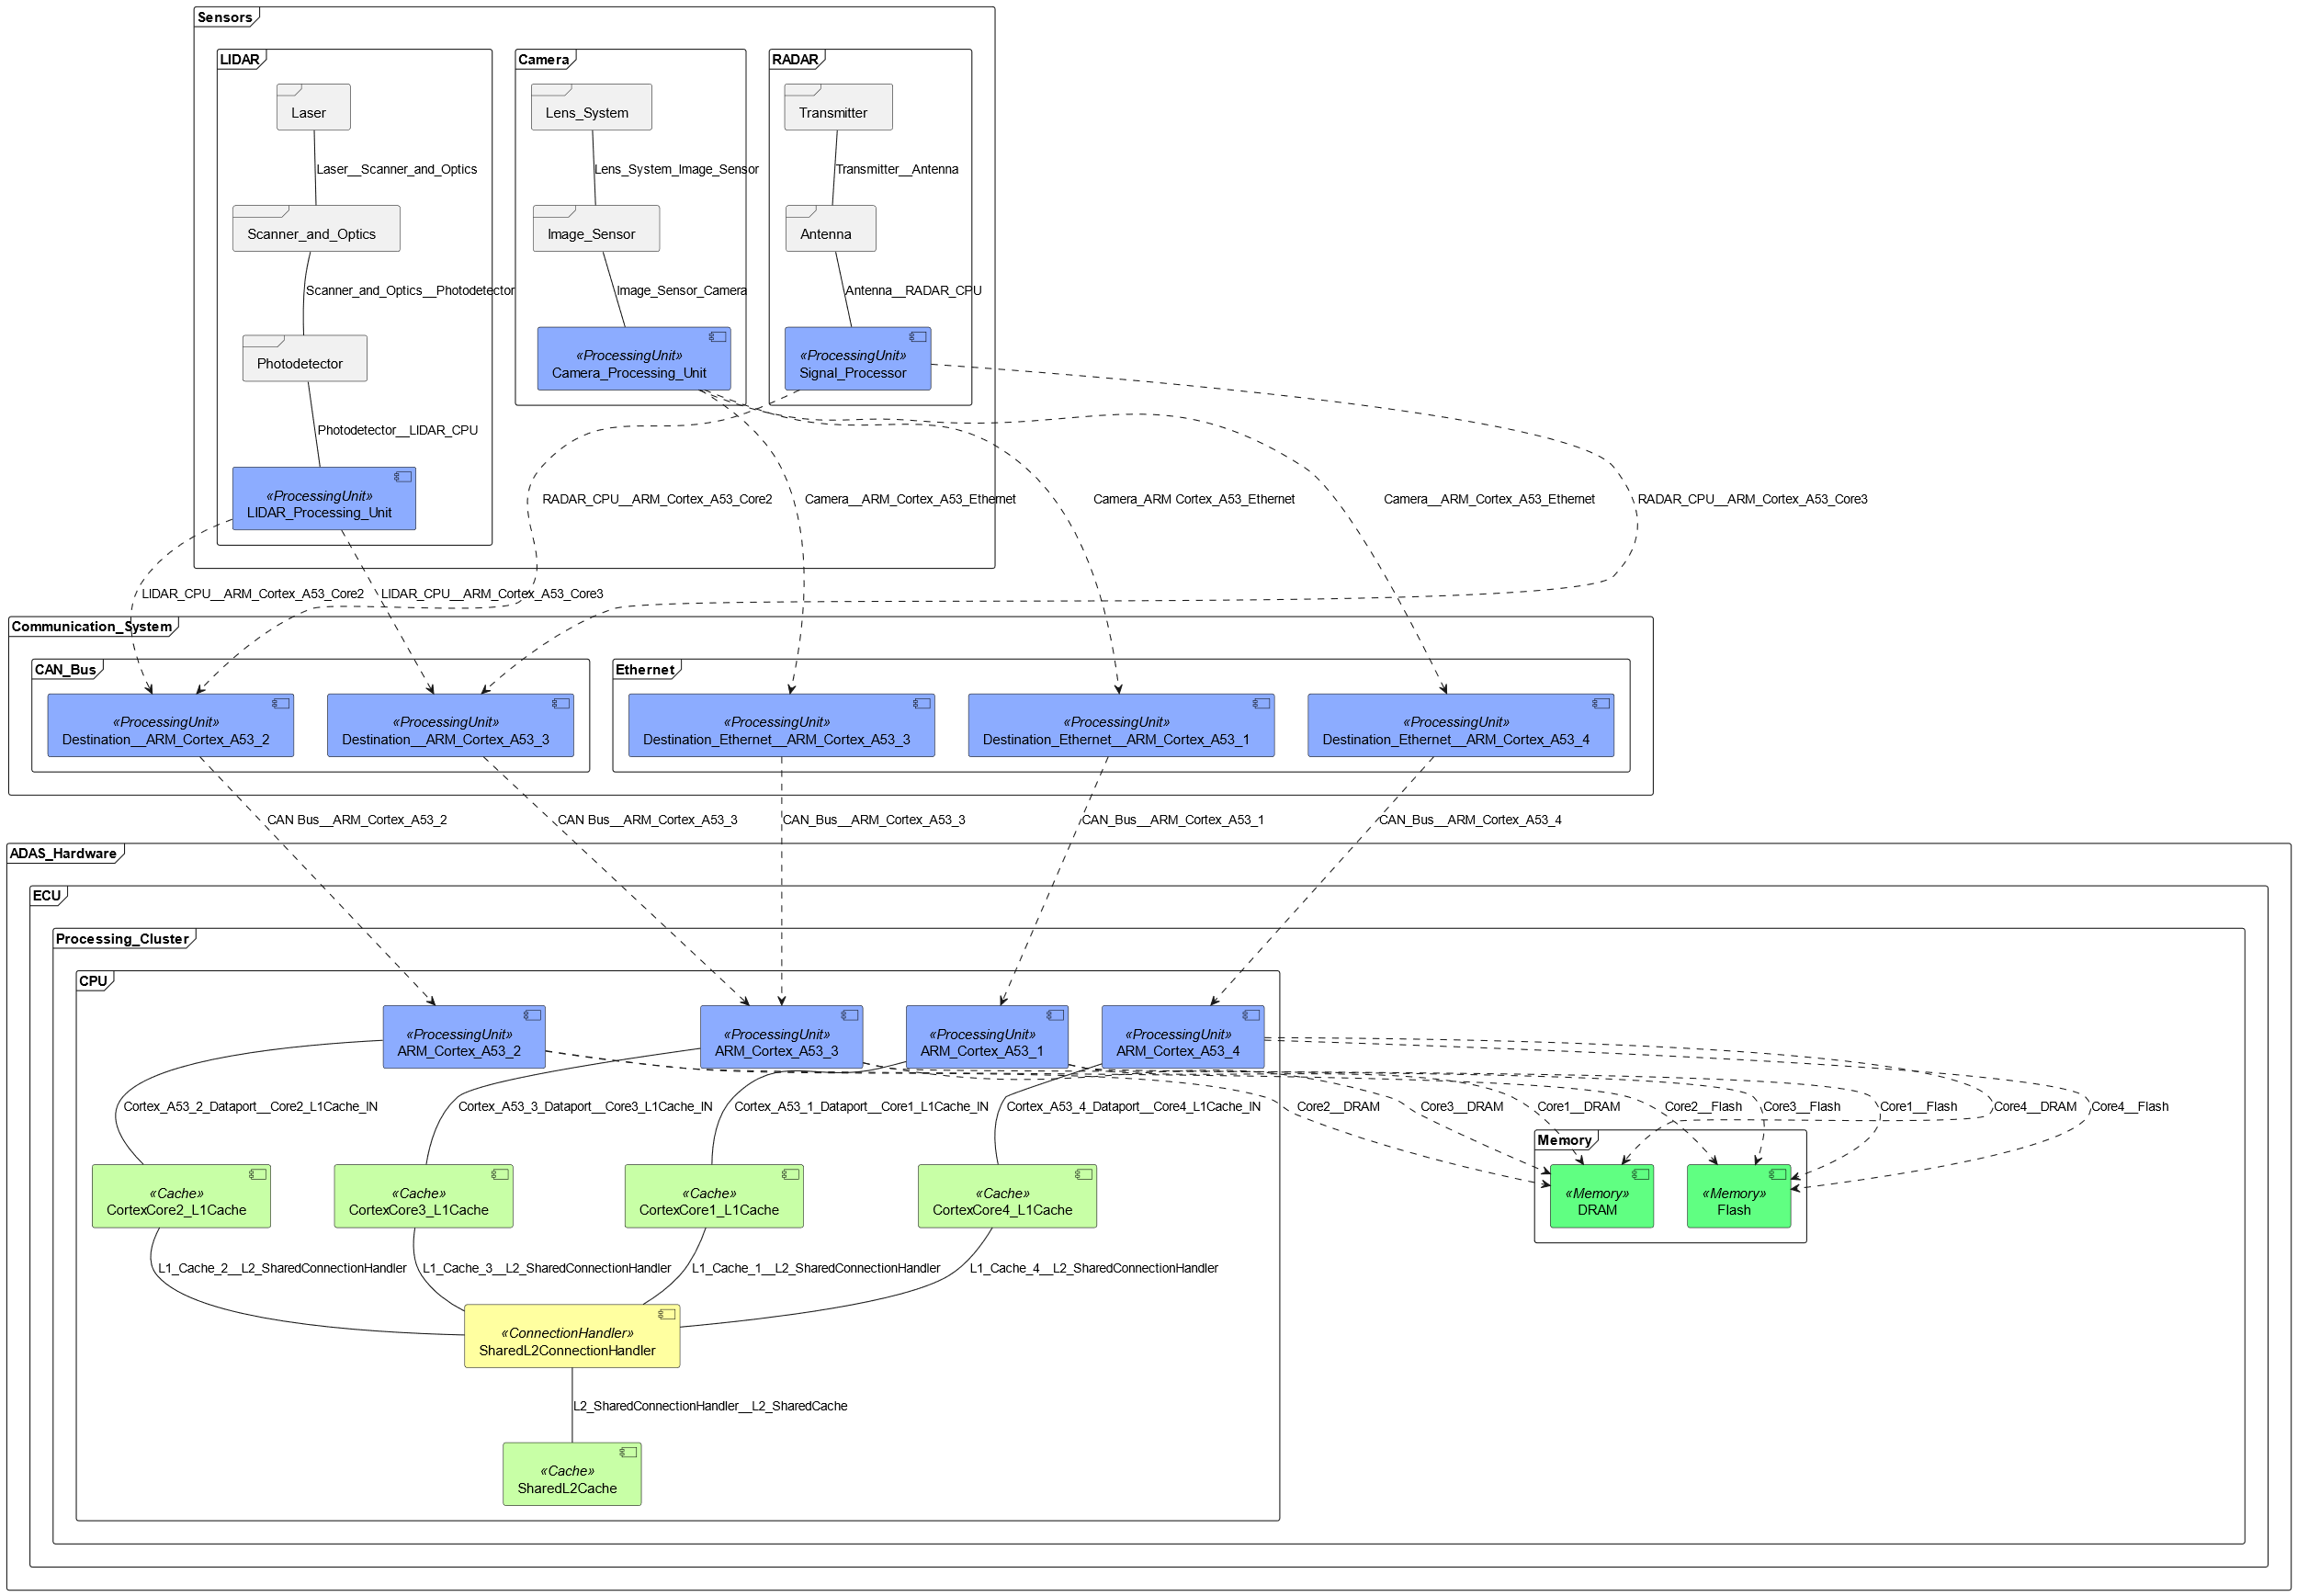 Sensors
LIDAR
Camera
RADAR
Laser
Lens_System
Transmitter
Laser__Scanner_and_Optics
Lens_System_Image_Sensor
Transmitter__Antenna
Scanner_and_Optics
Image_Sensor
Antenna
Scanner_and_Optics__Photodetector
Image_Sensor_Camera
Antenna__RADAR_CPU
Photodetector
«ProcessingUnit»
Camera_Processing_Unit
«ProcessingUnit»
Signal_Processor
Photodetector__LIDAR_CPU
«ProcessingUnit»
LIDAR_Processing_Unit
RADAR_CPU__ARM_Cortex_A53_Core2
Camera__ARM_Cortex_A53_Ethernet
Camera_ARM Cortex_A53_Ethernet
Camera__ARM_Cortex_A53_Ethernet
RADAR_CPU__ARM_Cortex_A53_Core3
LIDAR_CPU__ARM_Cortex_A53_Core2
LIDAR_CPU__ARM_Cortex_A53_Core3
Communication_System
CAN_Bus
Ethernet
«ProcessingUnit»
Destination__ARM_Cortex_A53_2
«ProcessingUnit»
Destination__ARM_Cortex_A53_3
«ProcessingUnit»
Destination_Ethernet__ARM_Cortex_A53_3
«ProcessingUnit»
Destination_Ethernet__ARM_Cortex_A53_1
«ProcessingUnit»
Destination_Ethernet__ARM_Cortex_A53_4
CAN Bus__ARM_Cortex_A53_2
CAN Bus__ARM_Cortex_A53_3
CAN_Bus__ARM_Cortex_A53_3
CAN_Bus__ARM_Cortex_A53_1
CAN_Bus__ARM_Cortex_A53_4
ADAS_Hardware
ECU
Processing_Cluster
CPU
«ProcessingUnit»
ARM_Cortex_A53_2
«ProcessingUnit»
ARM_Cortex_A53_3
«ProcessingUnit»
ARM_Cortex_A53_1
«ProcessingUnit»
ARM_Cortex_A53_4
Cortex_A53_2_Dataport__Core2_L1Cache_IN
Cortex_A53_3_Dataport__Core3_L1Cache_IN
Cortex_A53_1_Dataport__Core1_L1Cache_IN
Cortex_A53_4_Dataport__Core4_L1Cache_IN
Core2__DRAM
Core3__DRAM
Core1__DRAM
Core2__Flash
Core3__Flash
Core1__Flash
Core4__DRAM
Core4__Flash
Memory
«Cache»
CortexCore2_L1Cache
«Cache»
CortexCore3_L1Cache
«Cache»
CortexCore1_L1Cache
«Cache»
CortexCore4_L1Cache
«Memory»
DRAM
«Memory»
Flash
L1_Cache_2__L2_SharedConnectionHandler
L1_Cache_3__L2_SharedConnectionHandler
L1_Cache_1__L2_SharedConnectionHandler
L1_Cache_4__L2_SharedConnectionHandler
«ConnectionHandler»
SharedL2ConnectionHandler
L2_SharedConnectionHandler__L2_SharedCache
«Cache»
SharedL2Cache